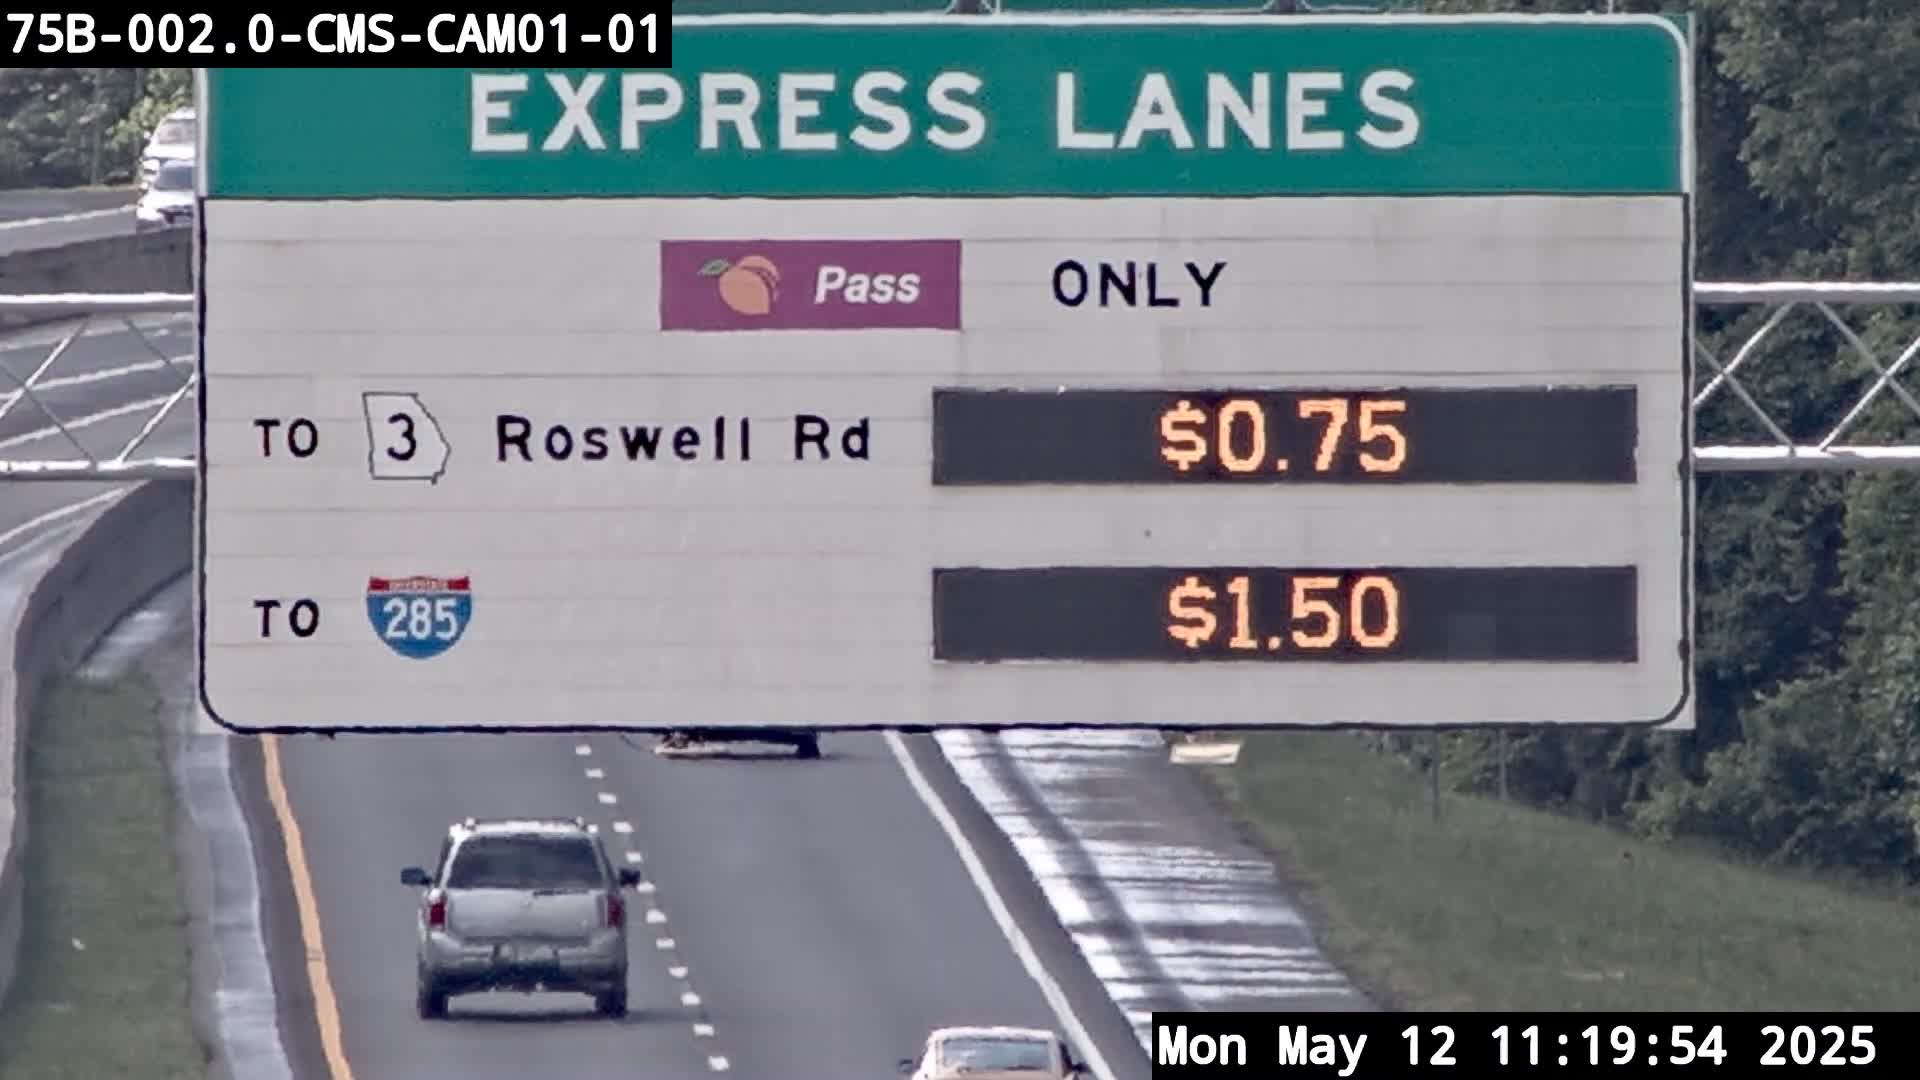 75B-002.0-CMS-CAM01-01
EXPRESS LANES
Pass ONLY
TO 3 Roswell Rd $0.75
TO INTERSTATE 285 $1.50
Mon May 12 11:19:54 2025